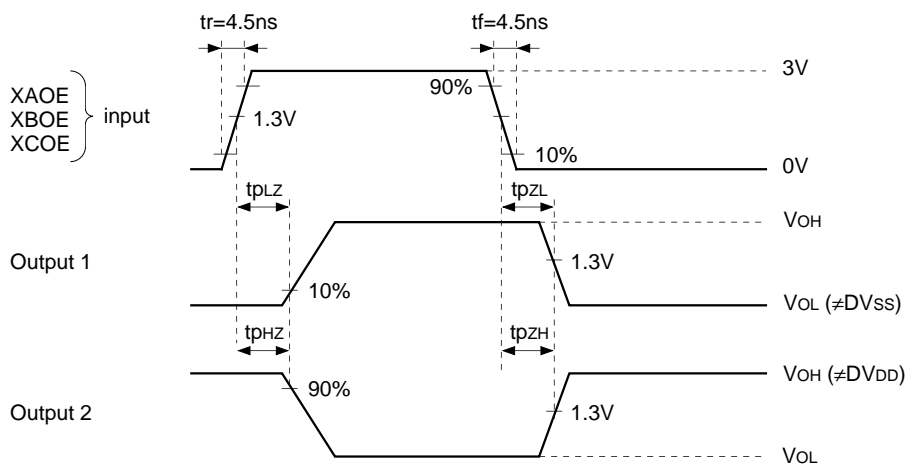 tr=4.5ns
tf=4.5ns
3V
90%
XAOE
XBOE
XCOE
input
1.3V
10%
0V
tpLZ
tpZL
VOH
Output 1
1.3V
10%
VOL (≠DVSS)
tpHZ
tpZH
VOH (≠DVDD)
90%
Output 2
1.3V
VOL